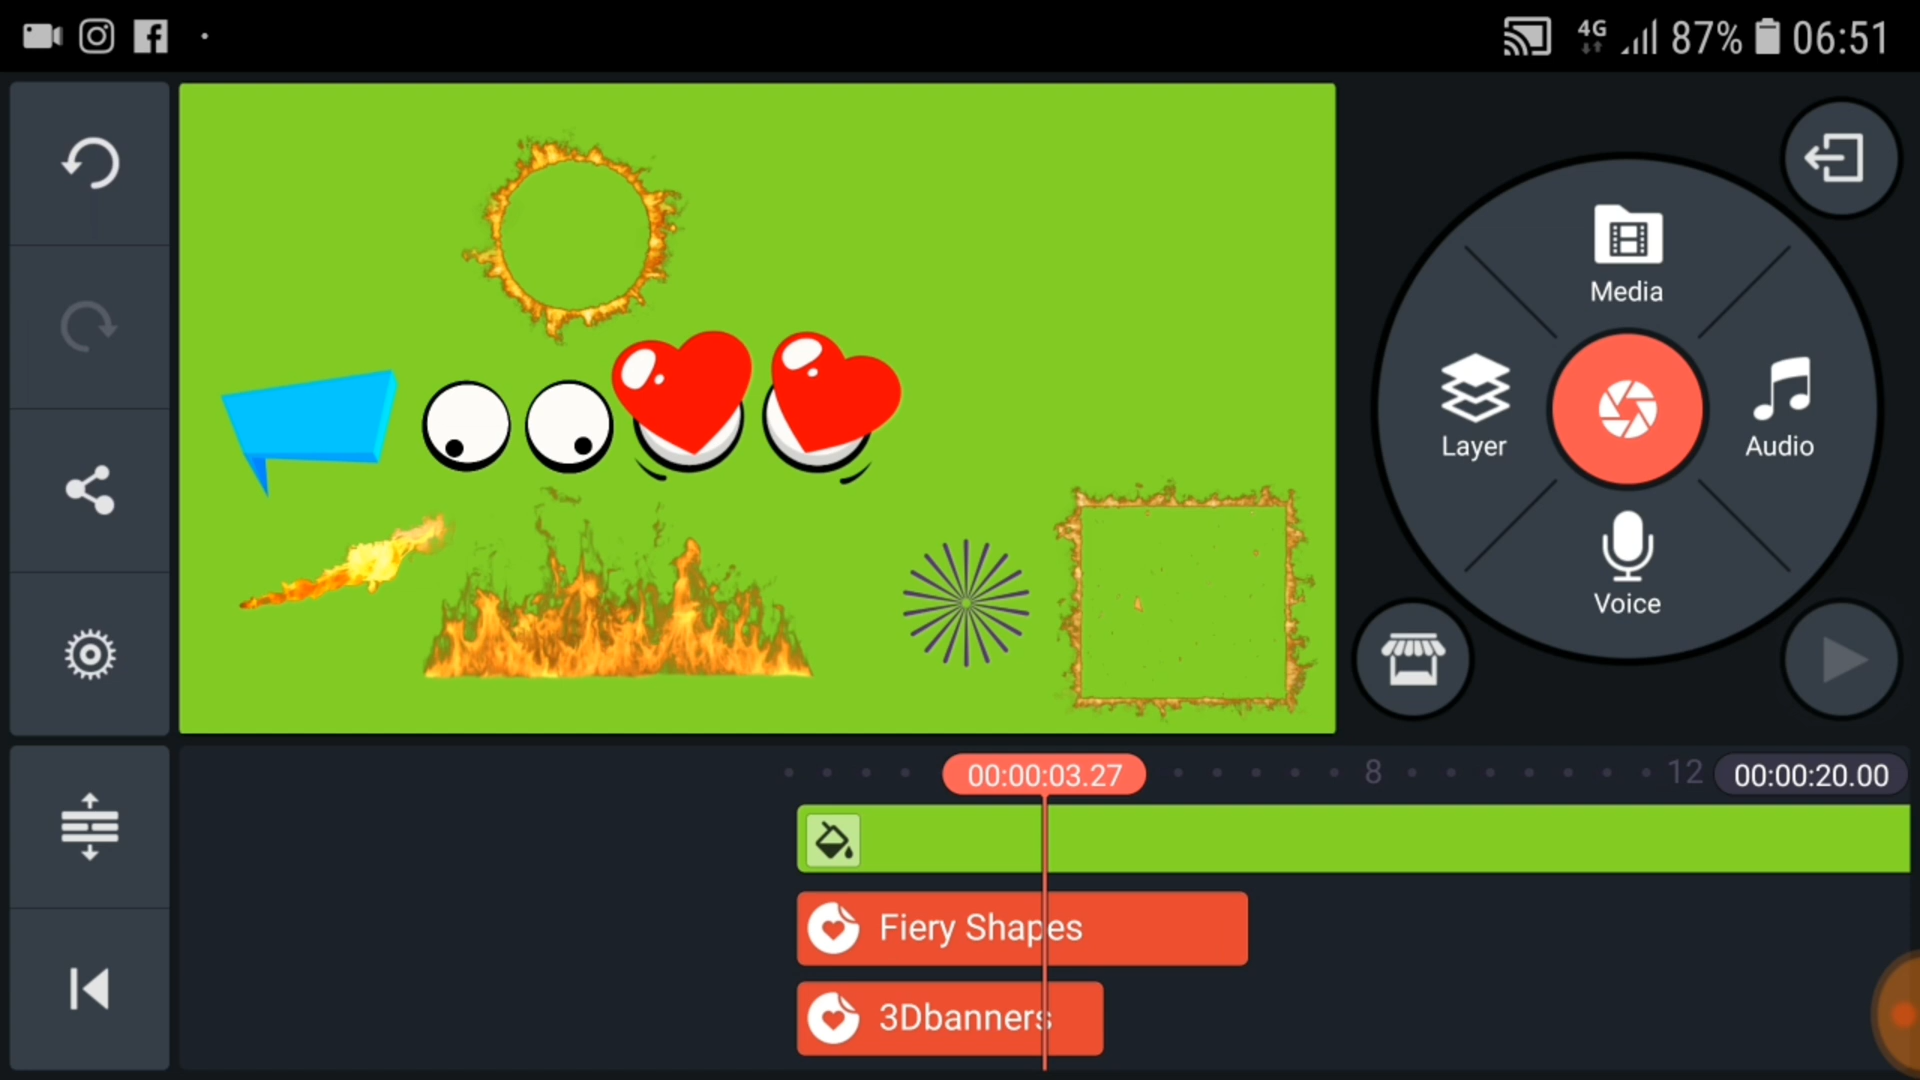 4G 87% 06:51
Media
Layer
Audio
Voice
00:00:03.27 8 12 00:00:20.00
Fiery Shapes
3Dbanners